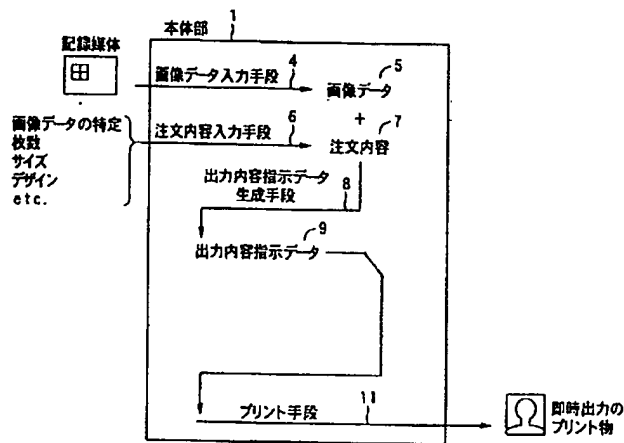 1
本体部
記録媒体
画像データ入力手段
4
画像データ
5
+
画像データの特定
枚数
サイズ
デザイン
etc.
注文内容入力手段
6
注文内容
7
出力内容指示データ
生成手段
8
出力内容指示データ
9
プリント手段
11
即時出力の
プリント物